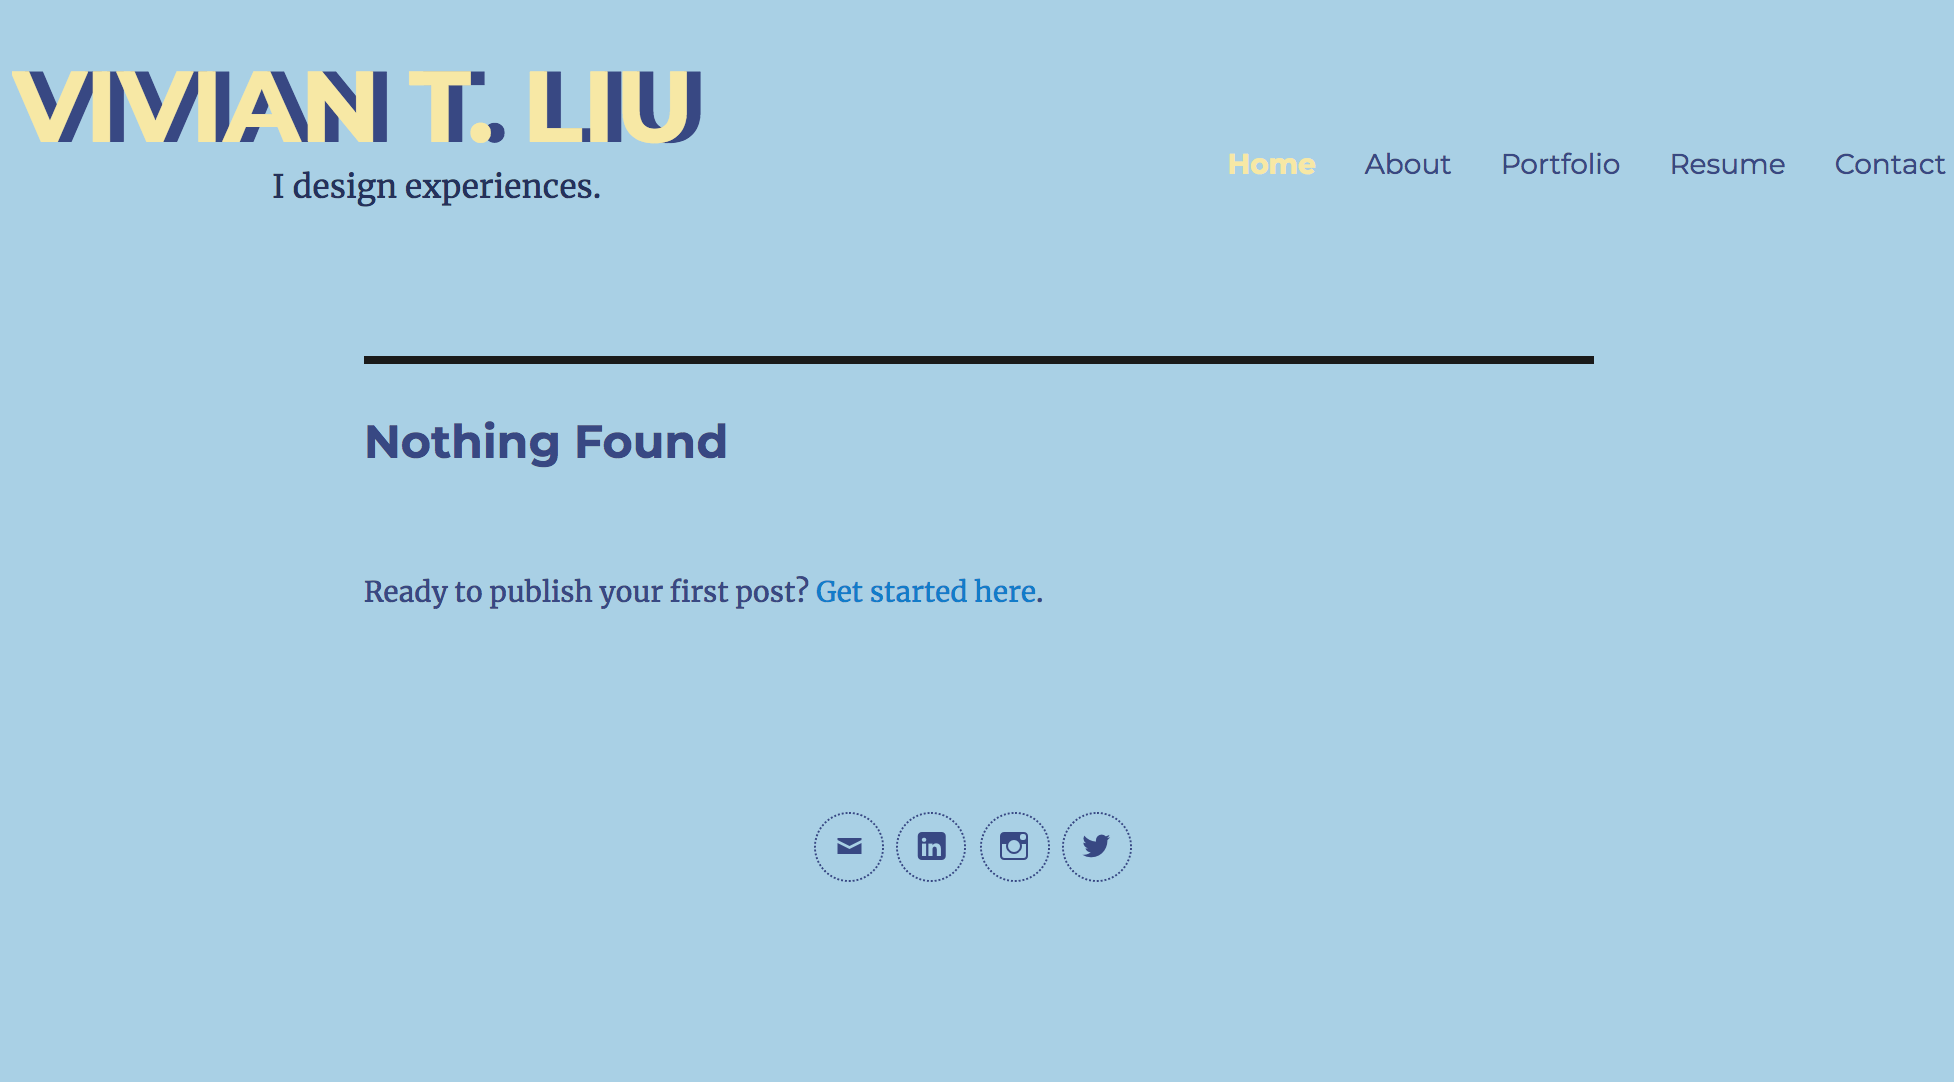 VIVIAN T. LIU
I design experiences.
Home About Portfolio Resume Contact
Nothing Found
Ready to publish your first post? Get started here.
in